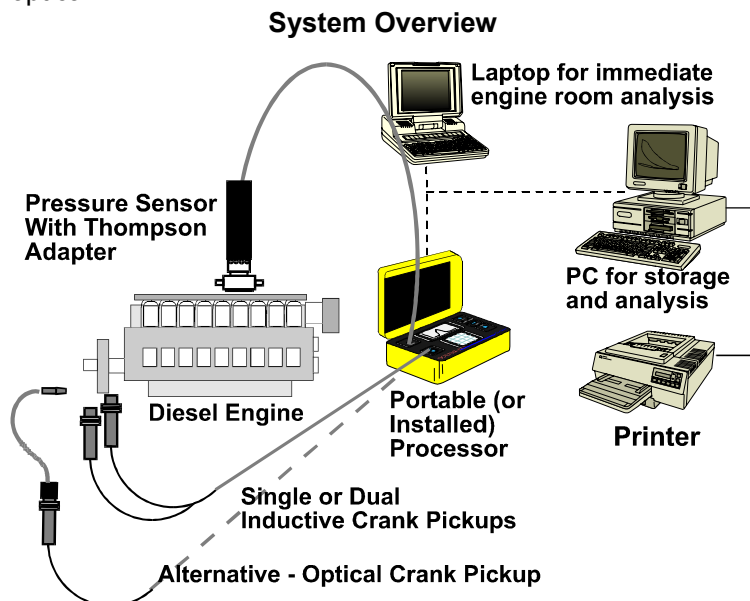 System Overview
Laptop for immediate
engine room analysis
Pressure Sensor
With Thompson
Adapter
PC for storage
and analysis
Diesel Engine
Portable (or
Installed)
Processor
Printer
Single or Dual
Inductive Crank Pickups
Alternative - Optical Crank Pickup